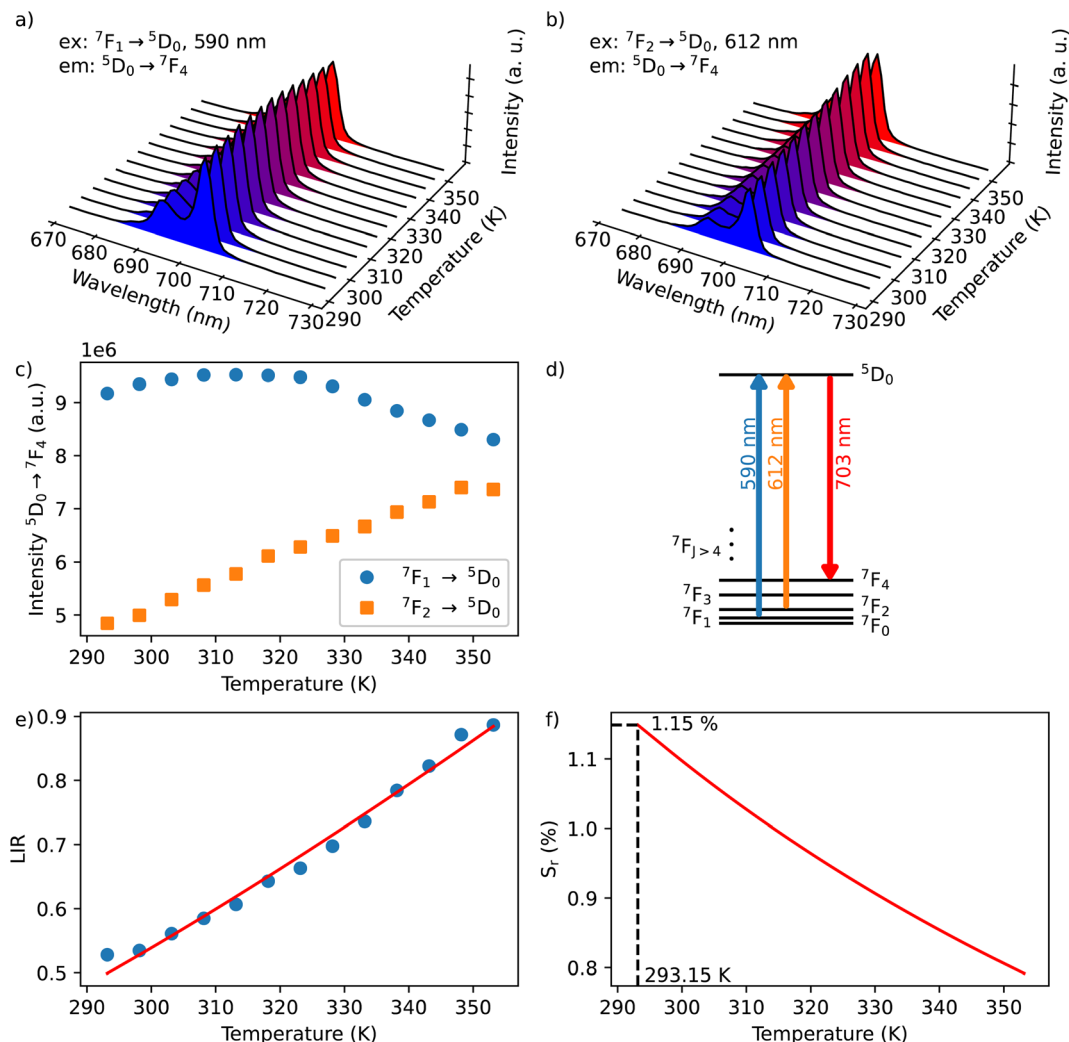 a)
ex: ⁷F₁→⁵D₀, 590 nm
em: ⁵D₀→⁷F₄
Intensity (a. u.)
350
340
330
320
310
300
290
Temperature (K)
670
680
690
700
710
720
730
Wavelength (nm)
b)
ex: ⁷F₂→⁵D₀, 612 nm
em: ⁵D₀→⁷F₄
Intensity (a. u.)
350
340
330
320
310
300
290
Temperature (K)
670
680
690
700
710
720
730
Wavelength (nm)
c)
1e6
9
8
7
6
5
Intensity ⁵D₀→⁷F₄ (a.u.)
⁷F₁ → ⁵D₀
⁷F₂ → ⁵D₀
290 300 310 320 330 340 350
Temperature (K)
d)
⁵D₀
590 nm
612 nm
703 nm
⁷F_J>4
⁷F₄
⁷F₃
⁷F₂
⁷F₁
⁷F₀
e)
0.9
0.8
0.7
0.6
0.5
LIR
290 300 310 320 330 340 350
Temperature (K)
f)
1.15 %
1.1
1.0
0.9
0.8
Sᵣ (%)
293.15 K
290 300 310 320 330 340 350
Temperature (K)